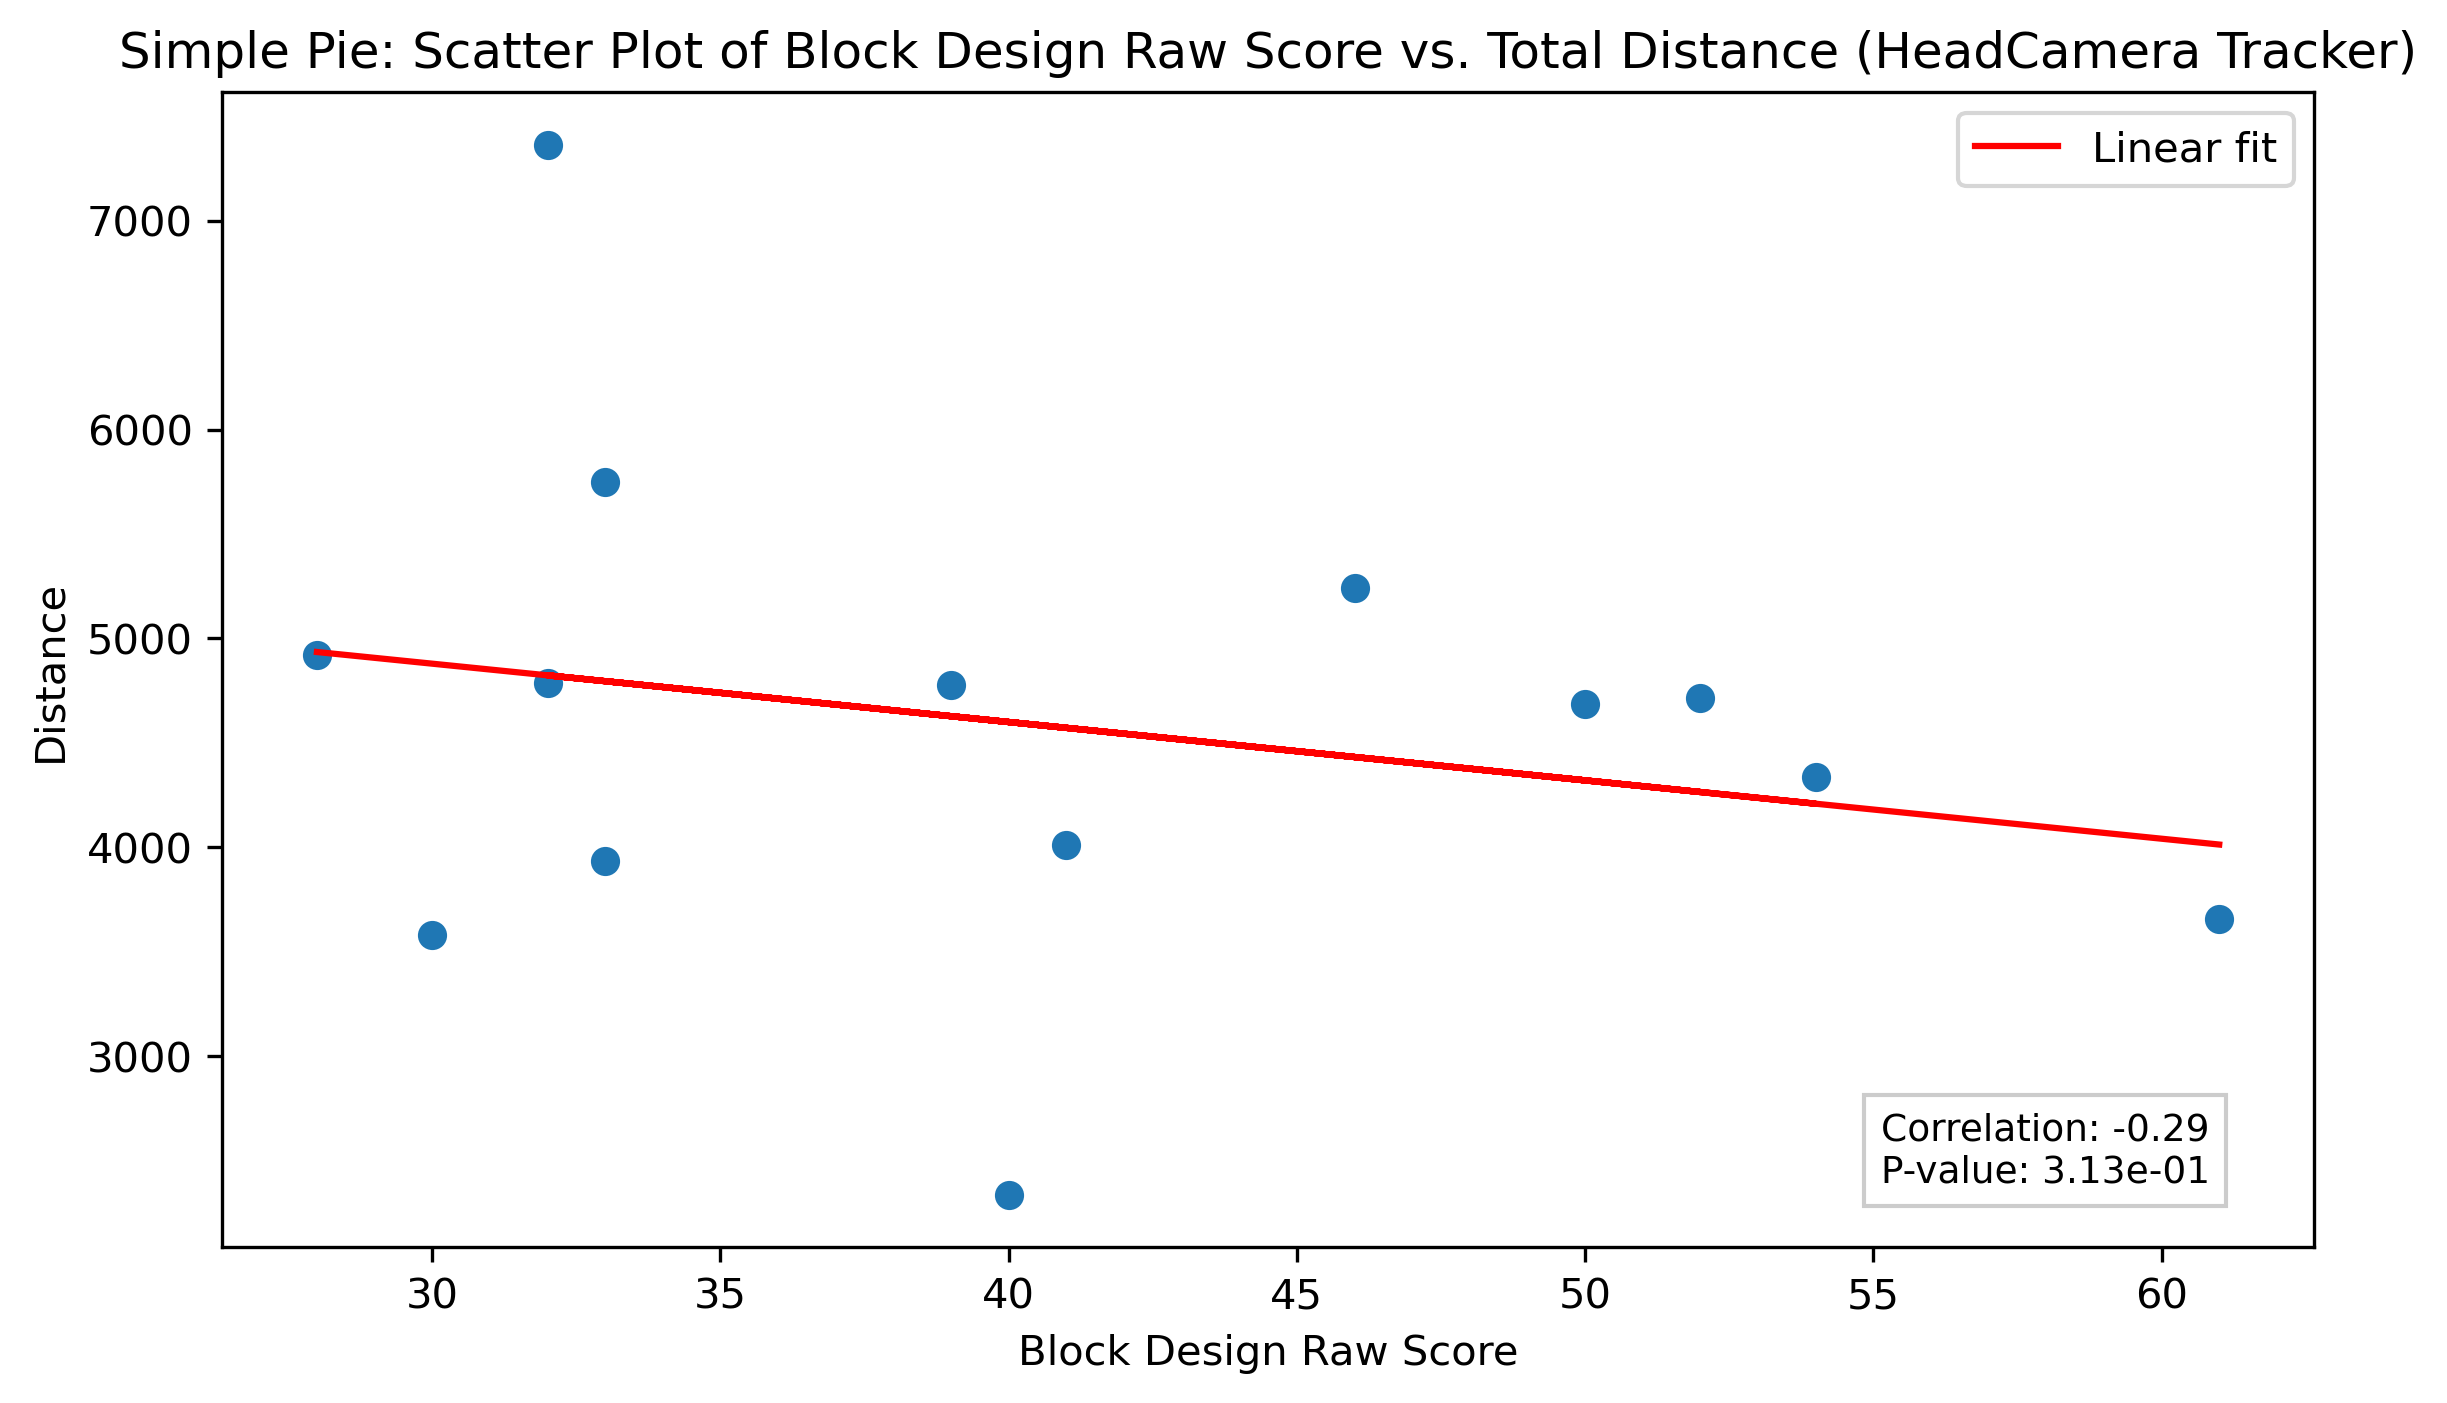 Simple Pie: Scatter Plot of Block Design Raw Score vs. Total Distance (HeadCamera Tracker)
Linear fit
7000
6000
5000
4000
3000
Distance
Correlation: -0.29
P-value: 3.13e-01
30
35
40
45
50
55
60
Block Design Raw Score